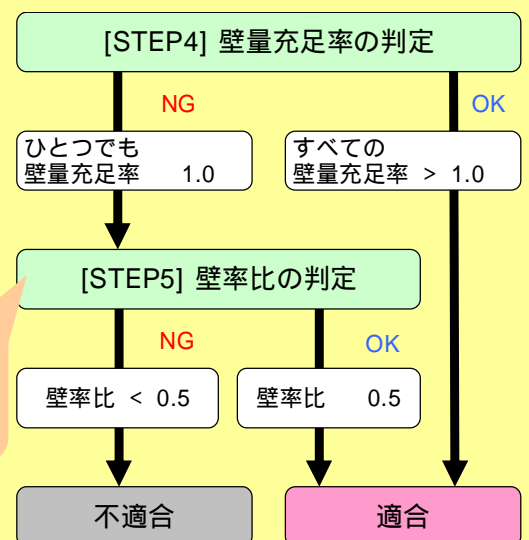 [STEP4] 壁量充足率の判定
NG
OK
ひとつでも
壁量充足率 1.0
すべての
壁量充足率 > 1.0
[STEP5] 壁率比の判定
NG
OK
壁率比 < 0.5
壁率比 0.5
不適合
適合